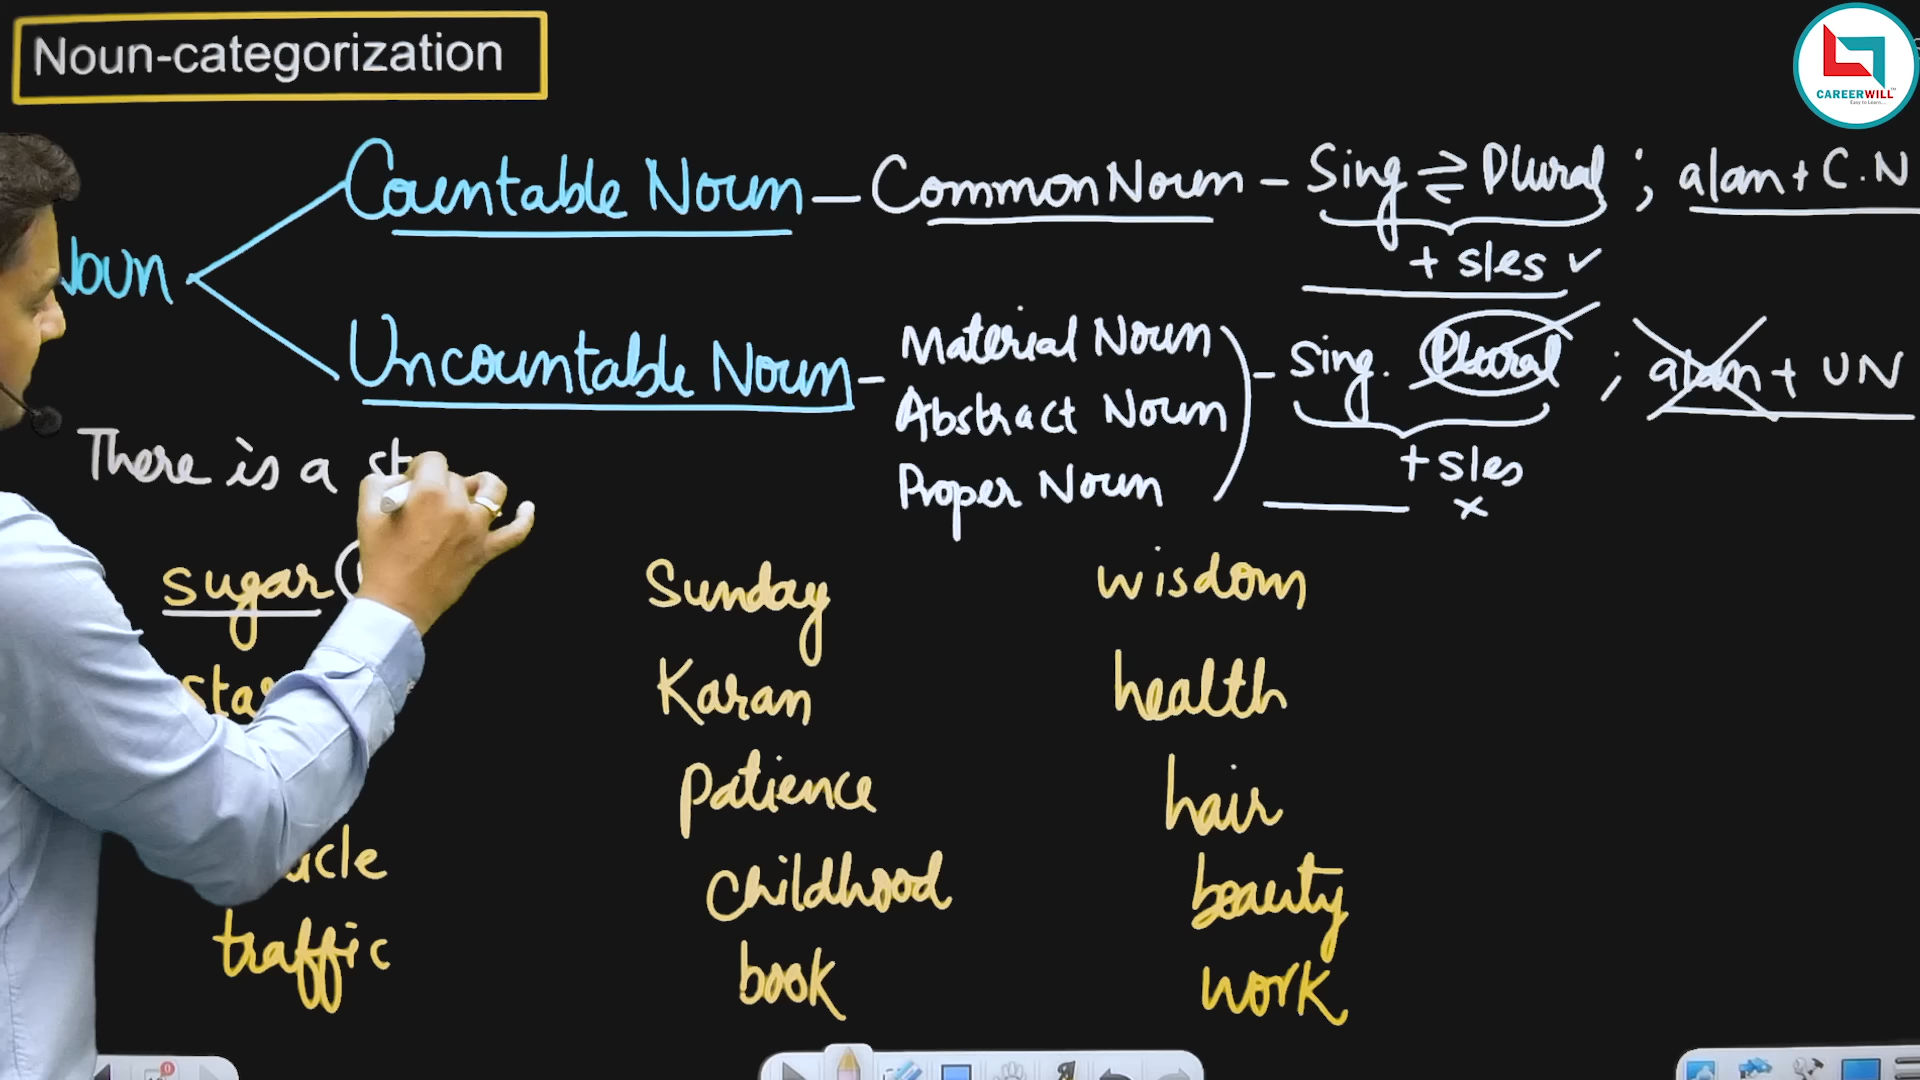 Noun-categorization
CAREERWILL
Countable Noun - Common Noun - Sing ⇌ Plural ; a/an + C.N
+ s/es ✓
Noun
Uncountable Noun - Material Noun
Abstract Noun
Proper Noun
- Sing. Plural ; a/an + UN
+ s/es
×
There is a st
sugar Sunday wisdom
star Karan health
patience hair
childhood beauty
traffic book work